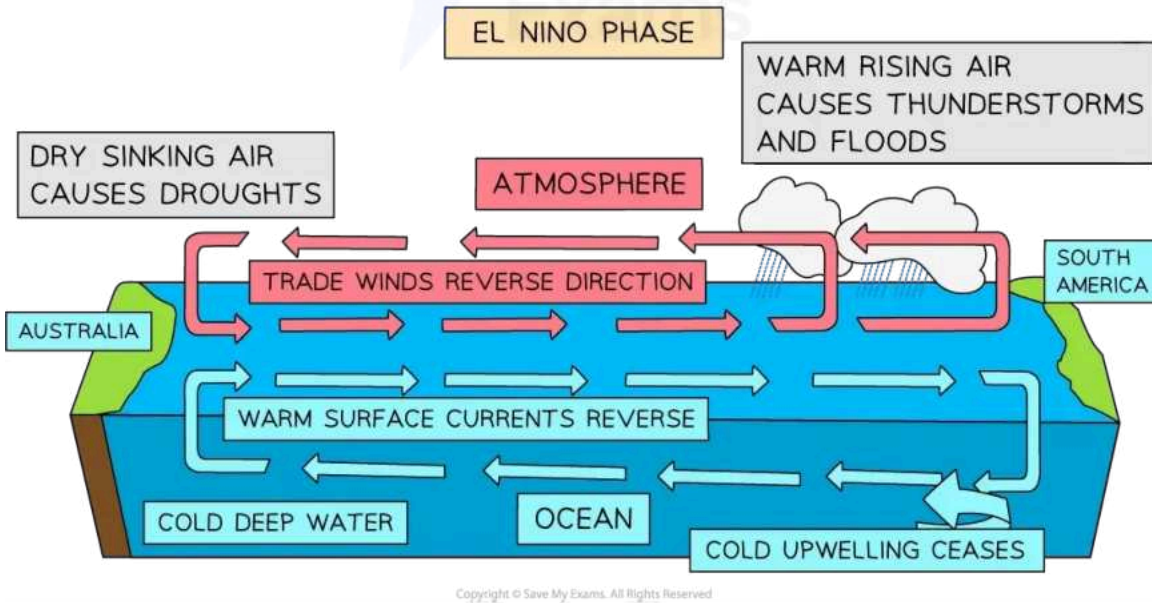 Exams
EL NINO PHASE
WARM RISING AIR
CAUSES THUNDERSTORMS
AND FLOODS
DRY SINKING AIR
CAUSES DROUGHTS
ATMOSPHERE
TRADE WINDS REVERSE DIRECTION
SOUTH
AMERICA
AUSTRALIA
WARM SURFACE CURRENTS REVERSE
COLD DEEP WATER
OCEAN
COLD UPWELLING CEASES
Copyright © Save My Exams. All Rights Reserved